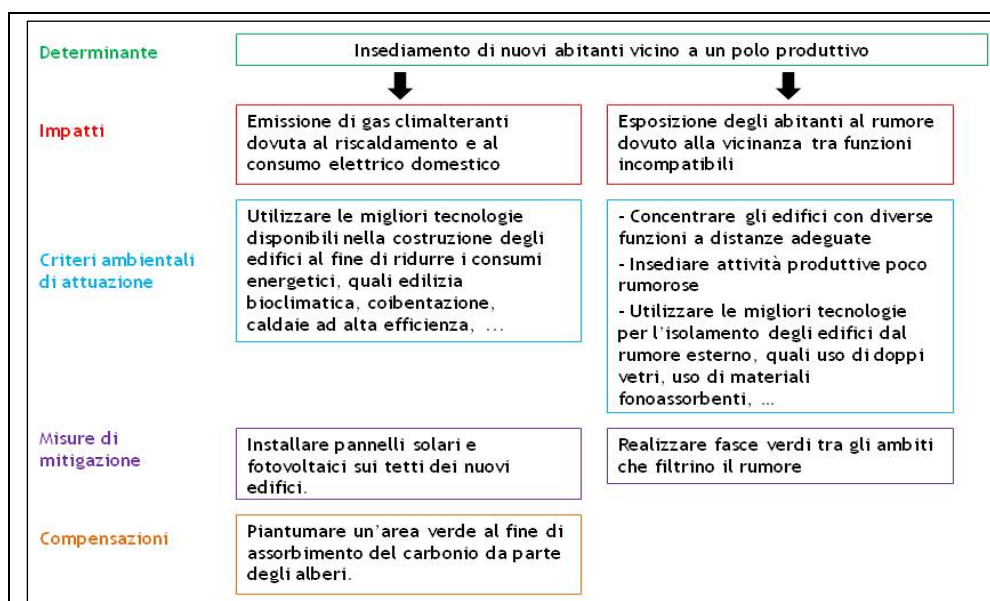 Determinante
Insediamento di nuovi abitanti vicino a un polo produttivo
Impatti
Emissione di gas climalteranti
dovuta al riscaldamento e al
consumo elettrico domestico
Esposizione degli abitanti al rumore
dovuto alla vicinanza tra funzioni
incompatibili
Criteri ambientali
di attuazione
Utilizzare le migliori tecnologie
disponibili nella costruzione degli
edifici al fine di ridurre i consumi
energetici, quali edilizia
bioclimatica, coibentazione,
caldaie ad alta efficienza, ...
- Concentrare gli edifici con diverse
funzioni a distanze adeguate
- Insediare attività produttive poco
rumorose
- Utilizzare le migliori tecnologie
per l'isolamento degli edifici dal
rumore esterno, quali uso di doppi
vetri, uso di materiali
fonoassorbenti, ...
Misure di
mitigazione
Installare pannelli solari e
fotovoltaici sui tetti dei nuovi
edifici.
Realizzare fasce verdi tra gli ambiti
che filtrino il rumore
Compensazioni
Piantumare un'area verde al fine di
assorbimento del carbonio da parte
degli alberi.